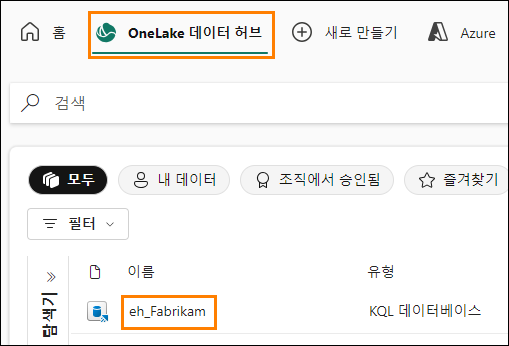 홈 OneLake 데이터 허브 새로 만들기 Azure
검색
모두 내 데이터 조직에서 승인됨 즐겨찾기
필터
이름 유형
eh_Fabrikam KQL 데이터베이스
탐색기